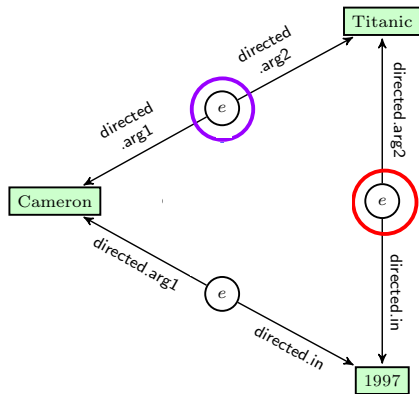 Titanic
directed
.arg2
e
directed
.arg1
directed.arg2
Cameron
e
directed.arg1
e
directed.in
directed.in
1997